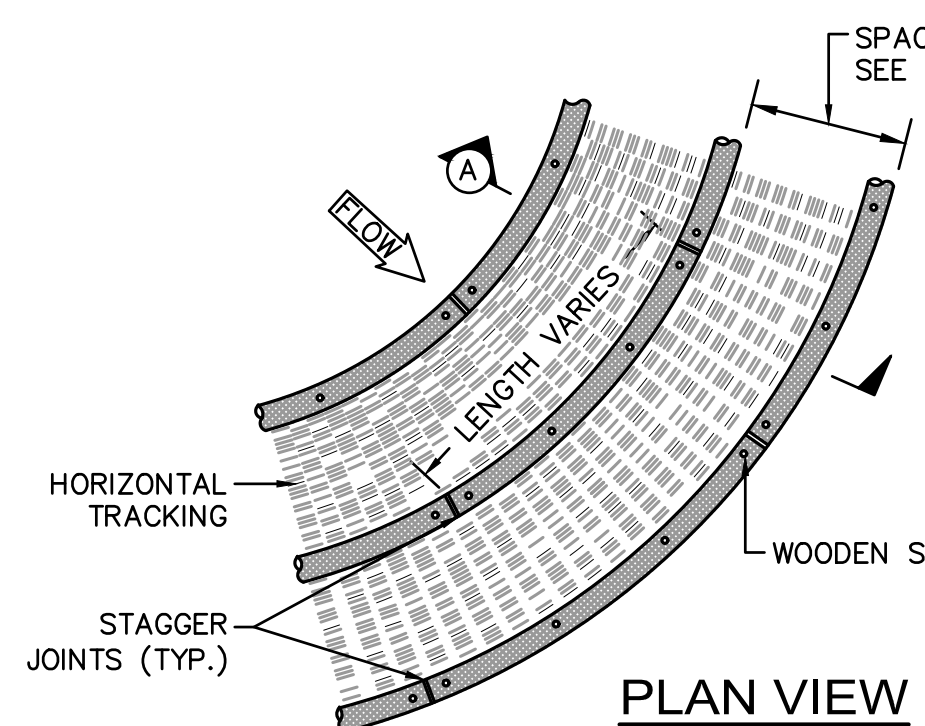 SPAC
SEE
A
FLOW
LENGTH VARIES
HORIZONTAL
TRACKING
WOODEN S
STAGGER
JOINTS (TYP.)
PLAN VIEW